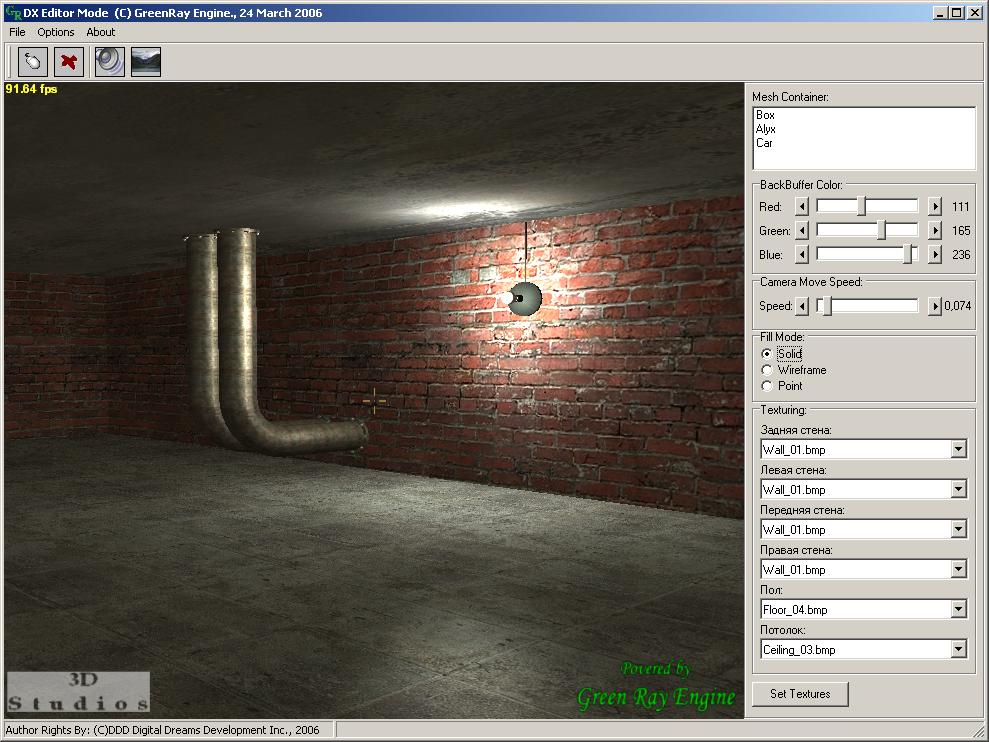 DX Editor Mode (C) GreenRay Engine., 24 March 2006
File Options About
91.64 fps
Mesh Container:
Box
Alyx
Car
BackBuffer Color:
Red: 111
Green: 165
Blue: 236
Camera Move Speed:
Speed: 0,074
Fill Mode:
Solid
Wireframe
Point
Texturing:
Задняя стена:
Wall_01.bmp
Левая стена:
Wall_01.bmp
Передняя стена:
Wall_01.bmp
Правая стена:
Wall_01.bmp
Пол:
Floor_04.bmp
Потолок:
Ceiling_03.bmp
Set Textures
3D
Studios
Powered by
Green Ray Engine
Author Rights By: (C)DDD Digital Dreams Development Inc., 2006